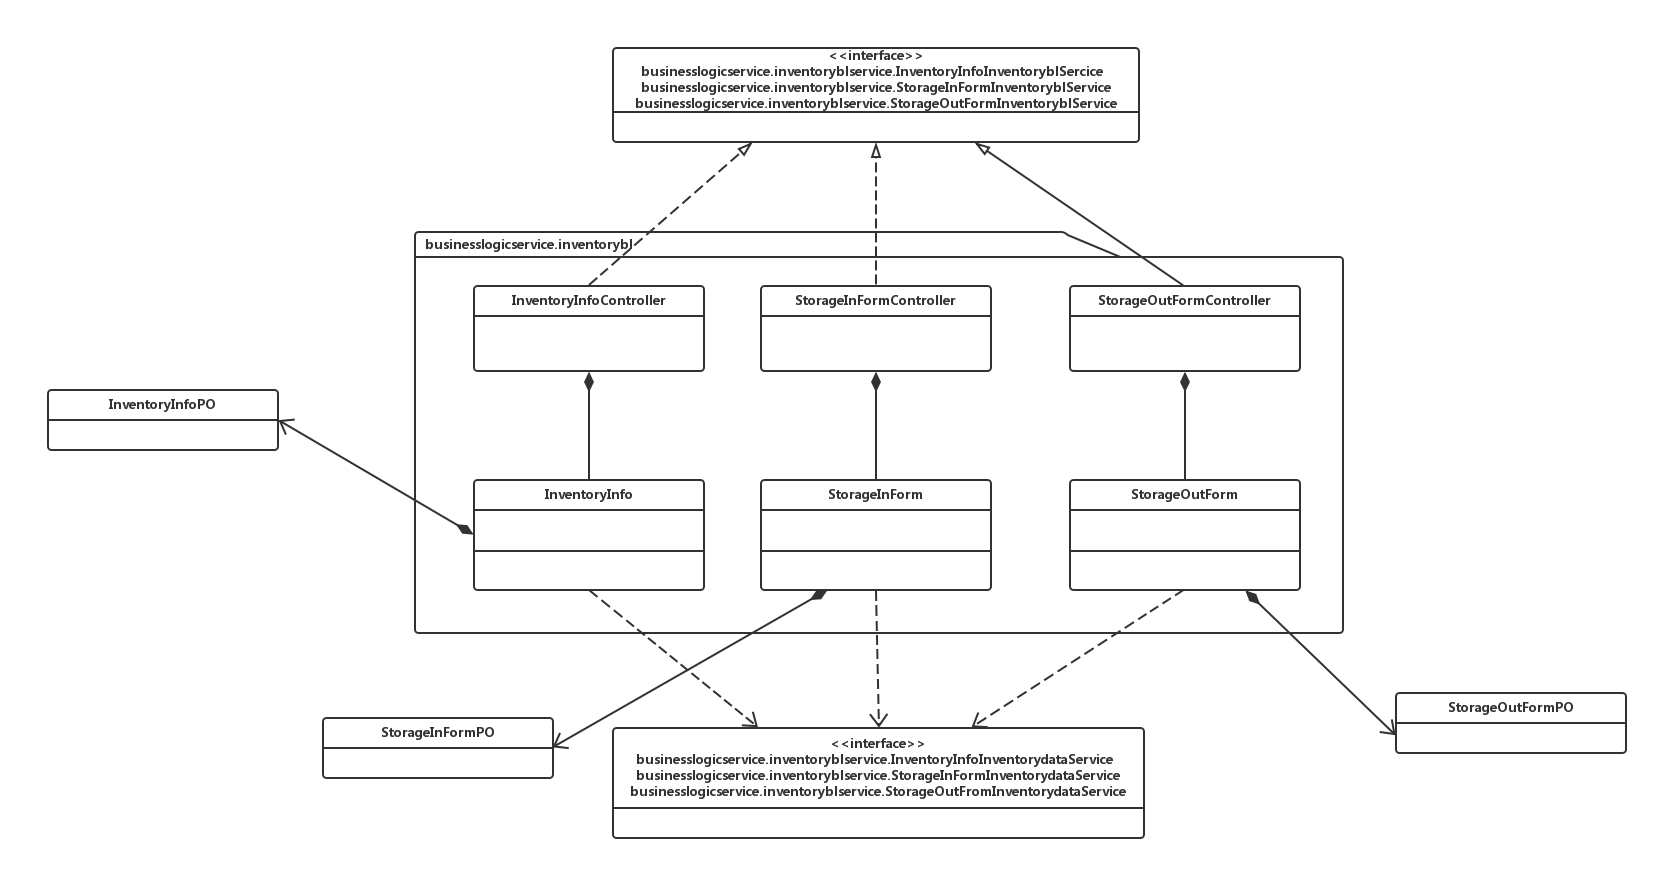 <<interface>>
businesslogicservice.inventoryblservice.InventoryInfoInventoryblSercice
businesslogicservice.inventoryblservice.StorageInFormInventoryblService
businesslogicservice.inventoryblservice.StorageOutFormInventoryblService
businesslogicservice.inventorybl
InventoryInfoController
StorageInFormController
StorageOutFormController
InventoryInfoPO
InventoryInfo
StorageInForm
StorageOutForm
StorageInFormPO
StorageOutFormPO
<<interface>>
businesslogicservice.inventoryblservice.InventoryInfoInventorydataService
businesslogicservice.inventoryblservice.StorageInFormInventorydataService
businesslogicservice.inventoryblservice.StorageOutFromInventorydataService